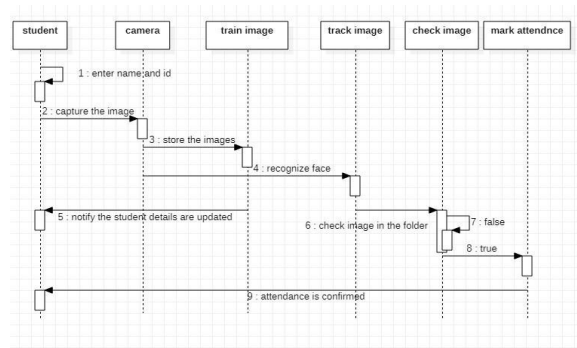 student
camera
train image
track image
check image
mark attendnce
1 : enter name and id
2 : capture the image
3 : store the images
4 : recognize face
5 : notify the student details are updated
6 : check image in the folder
7 : false
8 : true
9 : attendance is confirmed